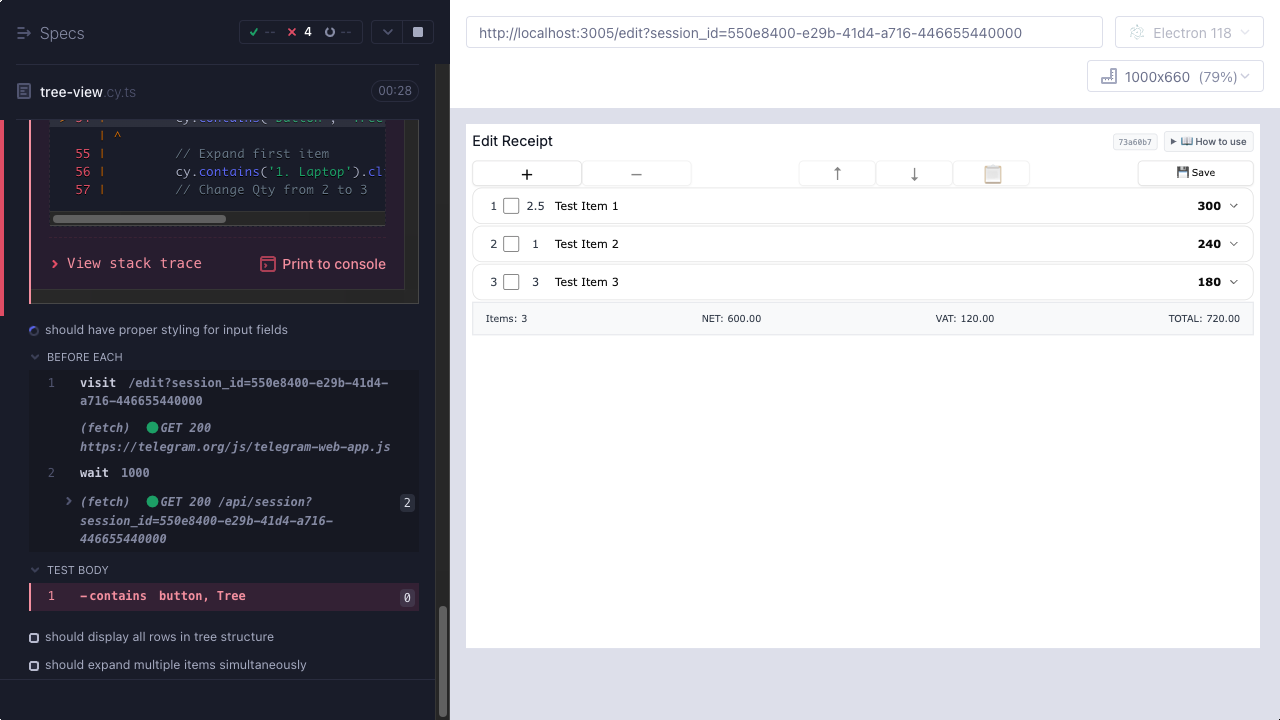 Specs
-- 4 --
tree-view.cy.ts
00:28
| ^
55 | // Expand first item
56 | cy.contains('1. Laptop').cl
57 | // Change Qty from 2 to 3
View stack trace
Print to console
should have proper styling for input fields
BEFORE EACH
1 visit /edit?session_id=550e8400-e29b-41d4-
a716-446655440000
(fetch) GET 200
https://telegram.org/js/telegram-web-app.js
2 wait 1000
(fetch) GET 200 /api/session? 2
session_id=550e8400-e29b-41d4-a716-
446655440000
TEST BODY
1 -contains button, Tree 0
should display all rows in tree structure
should expand multiple items simultaneously
http://localhost:3005/edit?session_id=550e8400-e29b-41d4-a716-446655440000
Electron 118
1000x660 (79%)
Edit Receipt
73a60b7
▶ 📖 How to use
+ − ↑ ↓ 📋 💾 Save
1 2.5 Test Item 1 300
2 1 Test Item 2 240
3 3 Test Item 3 180
Items: 3 NET: 600.00 VAT: 120.00 TOTAL: 720.00